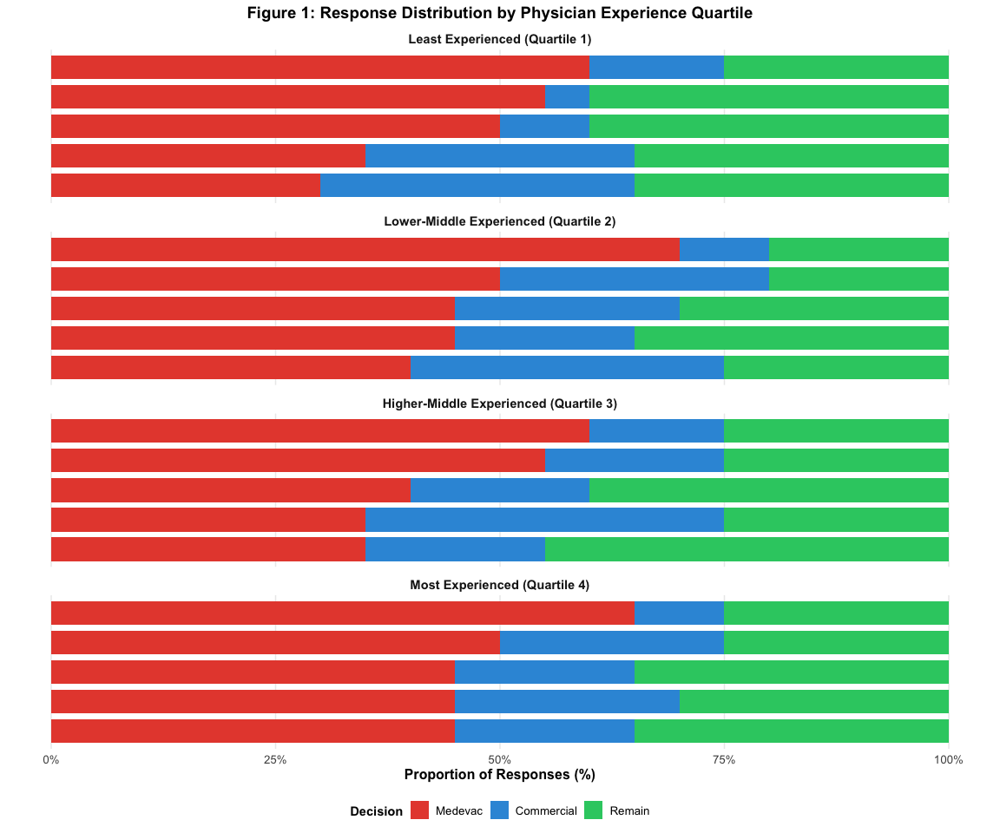 Figure 1: Response Distribution by Physician Experience Quartile
Least Experienced (Quartile 1)
Lower-Middle Experienced (Quartile 2)
Higher-Middle Experienced (Quartile 3)
Most Experienced (Quartile 4)
0% 25% 50% 75% 100%
Proportion of Responses (%)
Decision Medevac Commercial Remain